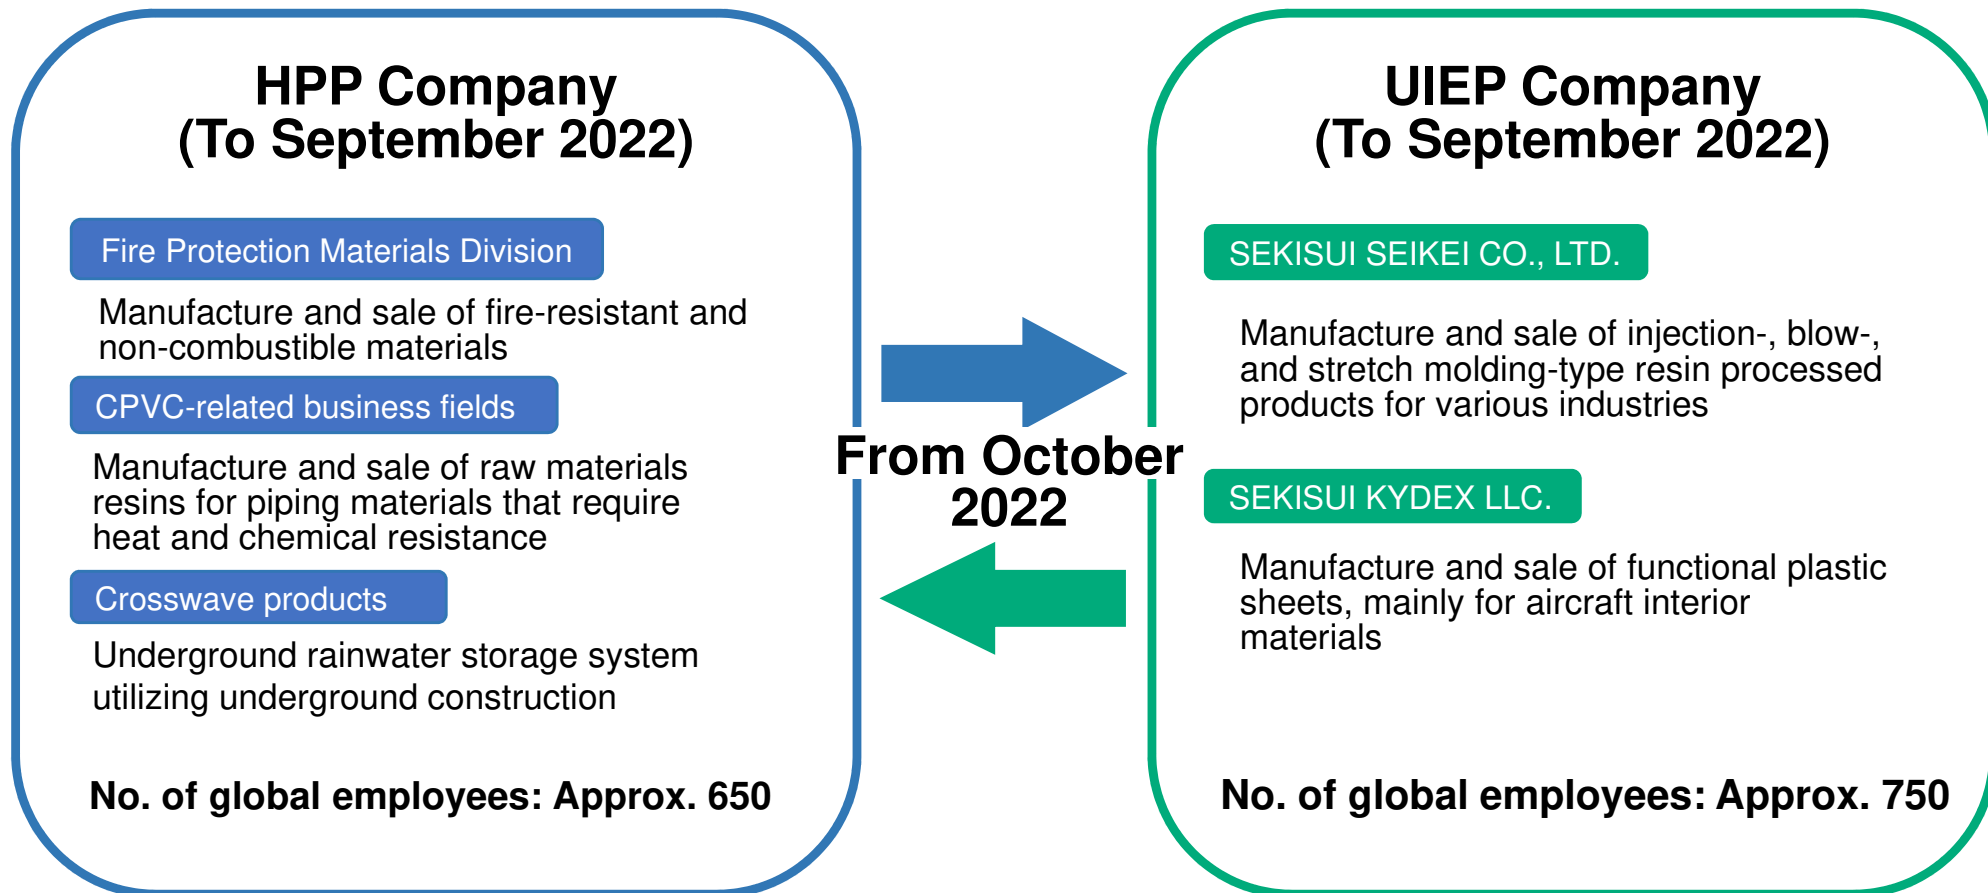 HPP Company
(To September 2022)
Fire Protection Materials Division
Manufacture and sale of fire-resistant and
non-combustible materials
CPVC-related business fields
Manufacture and sale of raw materials
resins for piping materials that require
heat and chemical resistance
Crosswave products
Underground rainwater storage system
utilizing underground construction
No. of global employees: Approx. 650
From October
2022
UIEP Company
(To September 2022)
SEKISUI SEIKEI CO., LTD.
Manufacture and sale of injection-, blow-,
and stretch molding-type resin processed
products for various industries
SEKISUI KYDEX LLC.
Manufacture and sale of functional plastic
sheets, mainly for aircraft interior
materials
No. of global employees: Approx. 750